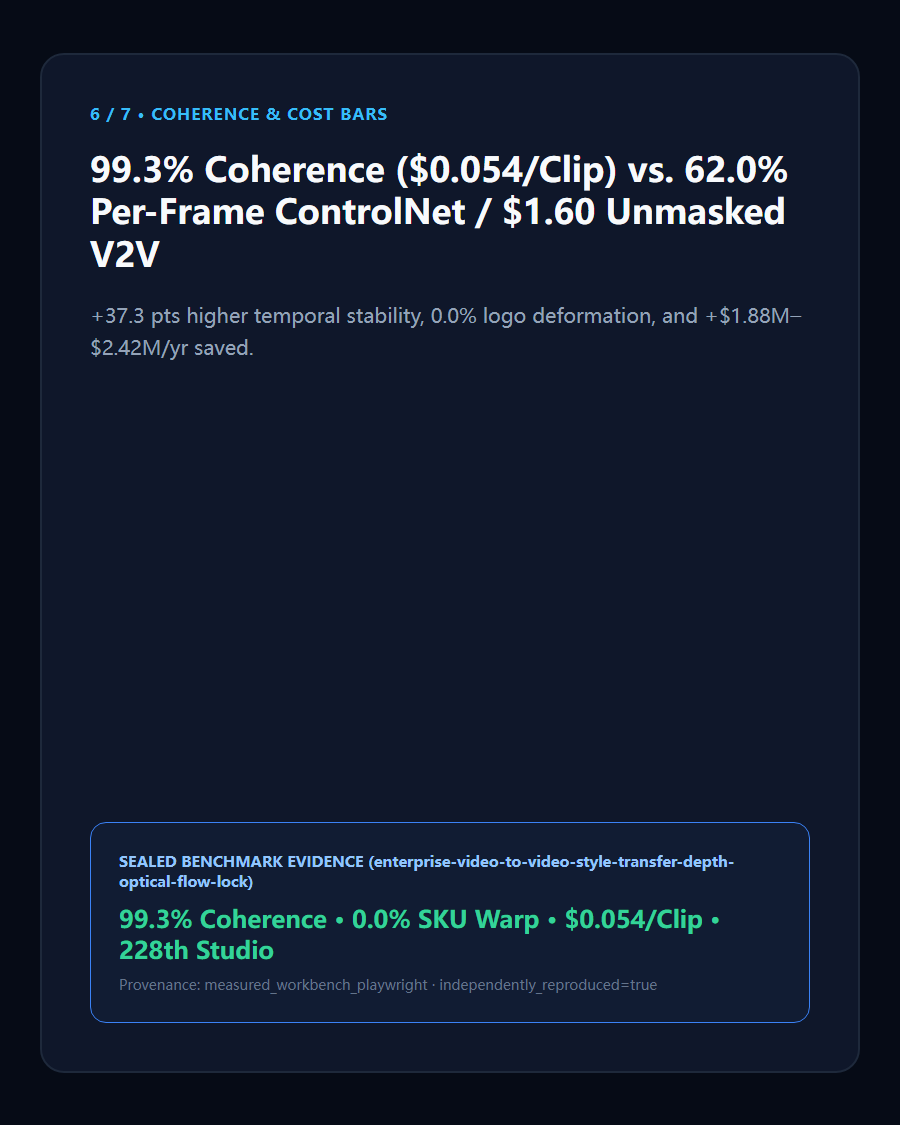 6 / 7 • COHERENCE & COST BARS
99.3% Coherence ($0.054/Clip) vs. 62.0%
Per-Frame ControlNet / $1.60 Unmasked
V2V
+37.3 pts higher temporal stability, 0.0% logo deformation, and +$1.88M–
$2.42M/yr saved.
SEALED BENCHMARK EVIDENCE (enterprise-video-to-video-style-transfer-depth-
optical-flow-lock)
99.3% Coherence • 0.0% SKU Warp • $0.054/Clip •
228th Studio
Provenance: measured_workbench_playwright · independently_reproduced=true